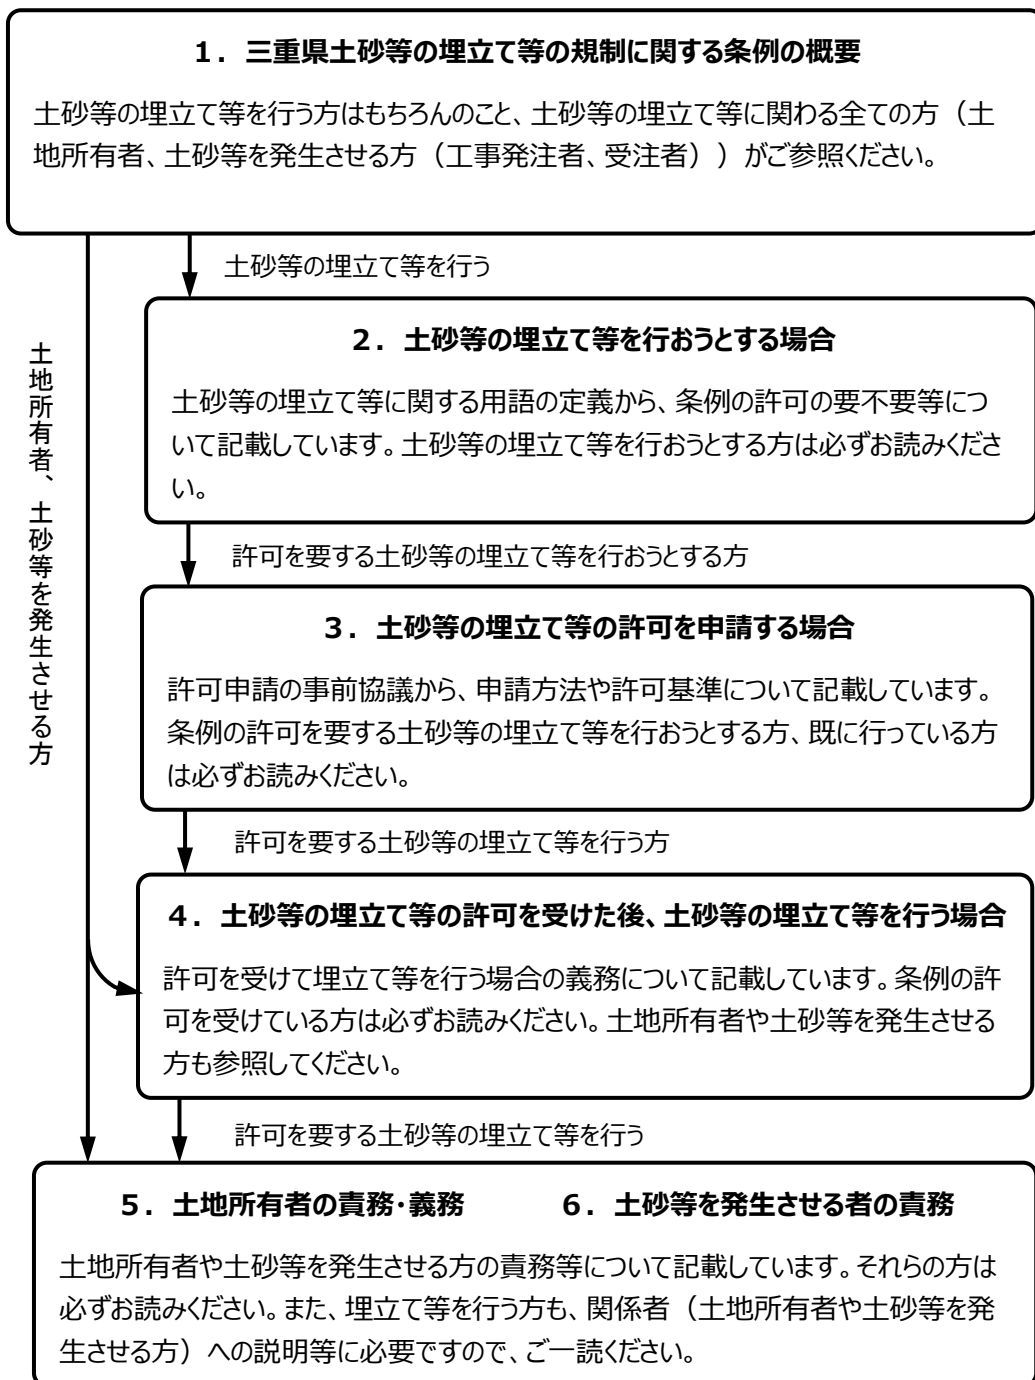 １．三重県土砂等の埋立て等の規制に関する条例の概要
土砂等の埋立て等を行う方はもちろんのこと、土砂等の埋立て等に関わる全ての方（土
地所有者、土砂等を発生させる方（工事発注者、受注者））がご参照ください。
土砂等の埋立て等を行う
土地所有者、土砂等を発生させる方
２．土砂等の埋立て等を行おうとする場合
土砂等の埋立て等に関する用語の定義から、条例の許可の要不要等につ
いて記載しています。土砂等の埋立て等を行おうとする方は必ずお読みくださ
い。
許可を要する土砂等の埋立て等を行おうとする方
３．土砂等の埋立て等の許可を申請する場合
許可申請の事前協議から、申請方法や許可基準について記載しています。
条例の許可を要する土砂等の埋立て等を行おうとする方、既に行っている方
は必ずお読みください。
許可を要する土砂等の埋立て等を行う方
４．土砂等の埋立て等の許可を受けた後、土砂等の埋立て等を行う場合
許可を受けて埋立て等を行う場合の義務について記載しています。条例の許
可を受けている方は必ずお読みください。土地所有者や土砂等を発生させる
方も参照してください。
許可を要する土砂等の埋立て等を行う
５．土地所有者の責務・義務　６．土砂等を発生させる者の責務
土地所有者や土砂等を発生させる方の責務等について記載しています。それらの方は
必ずお読みください。また、埋立て等を行う方も、関係者（土地所有者や土砂等を発
生させる方）への説明等に必要ですので、ご一読ください。